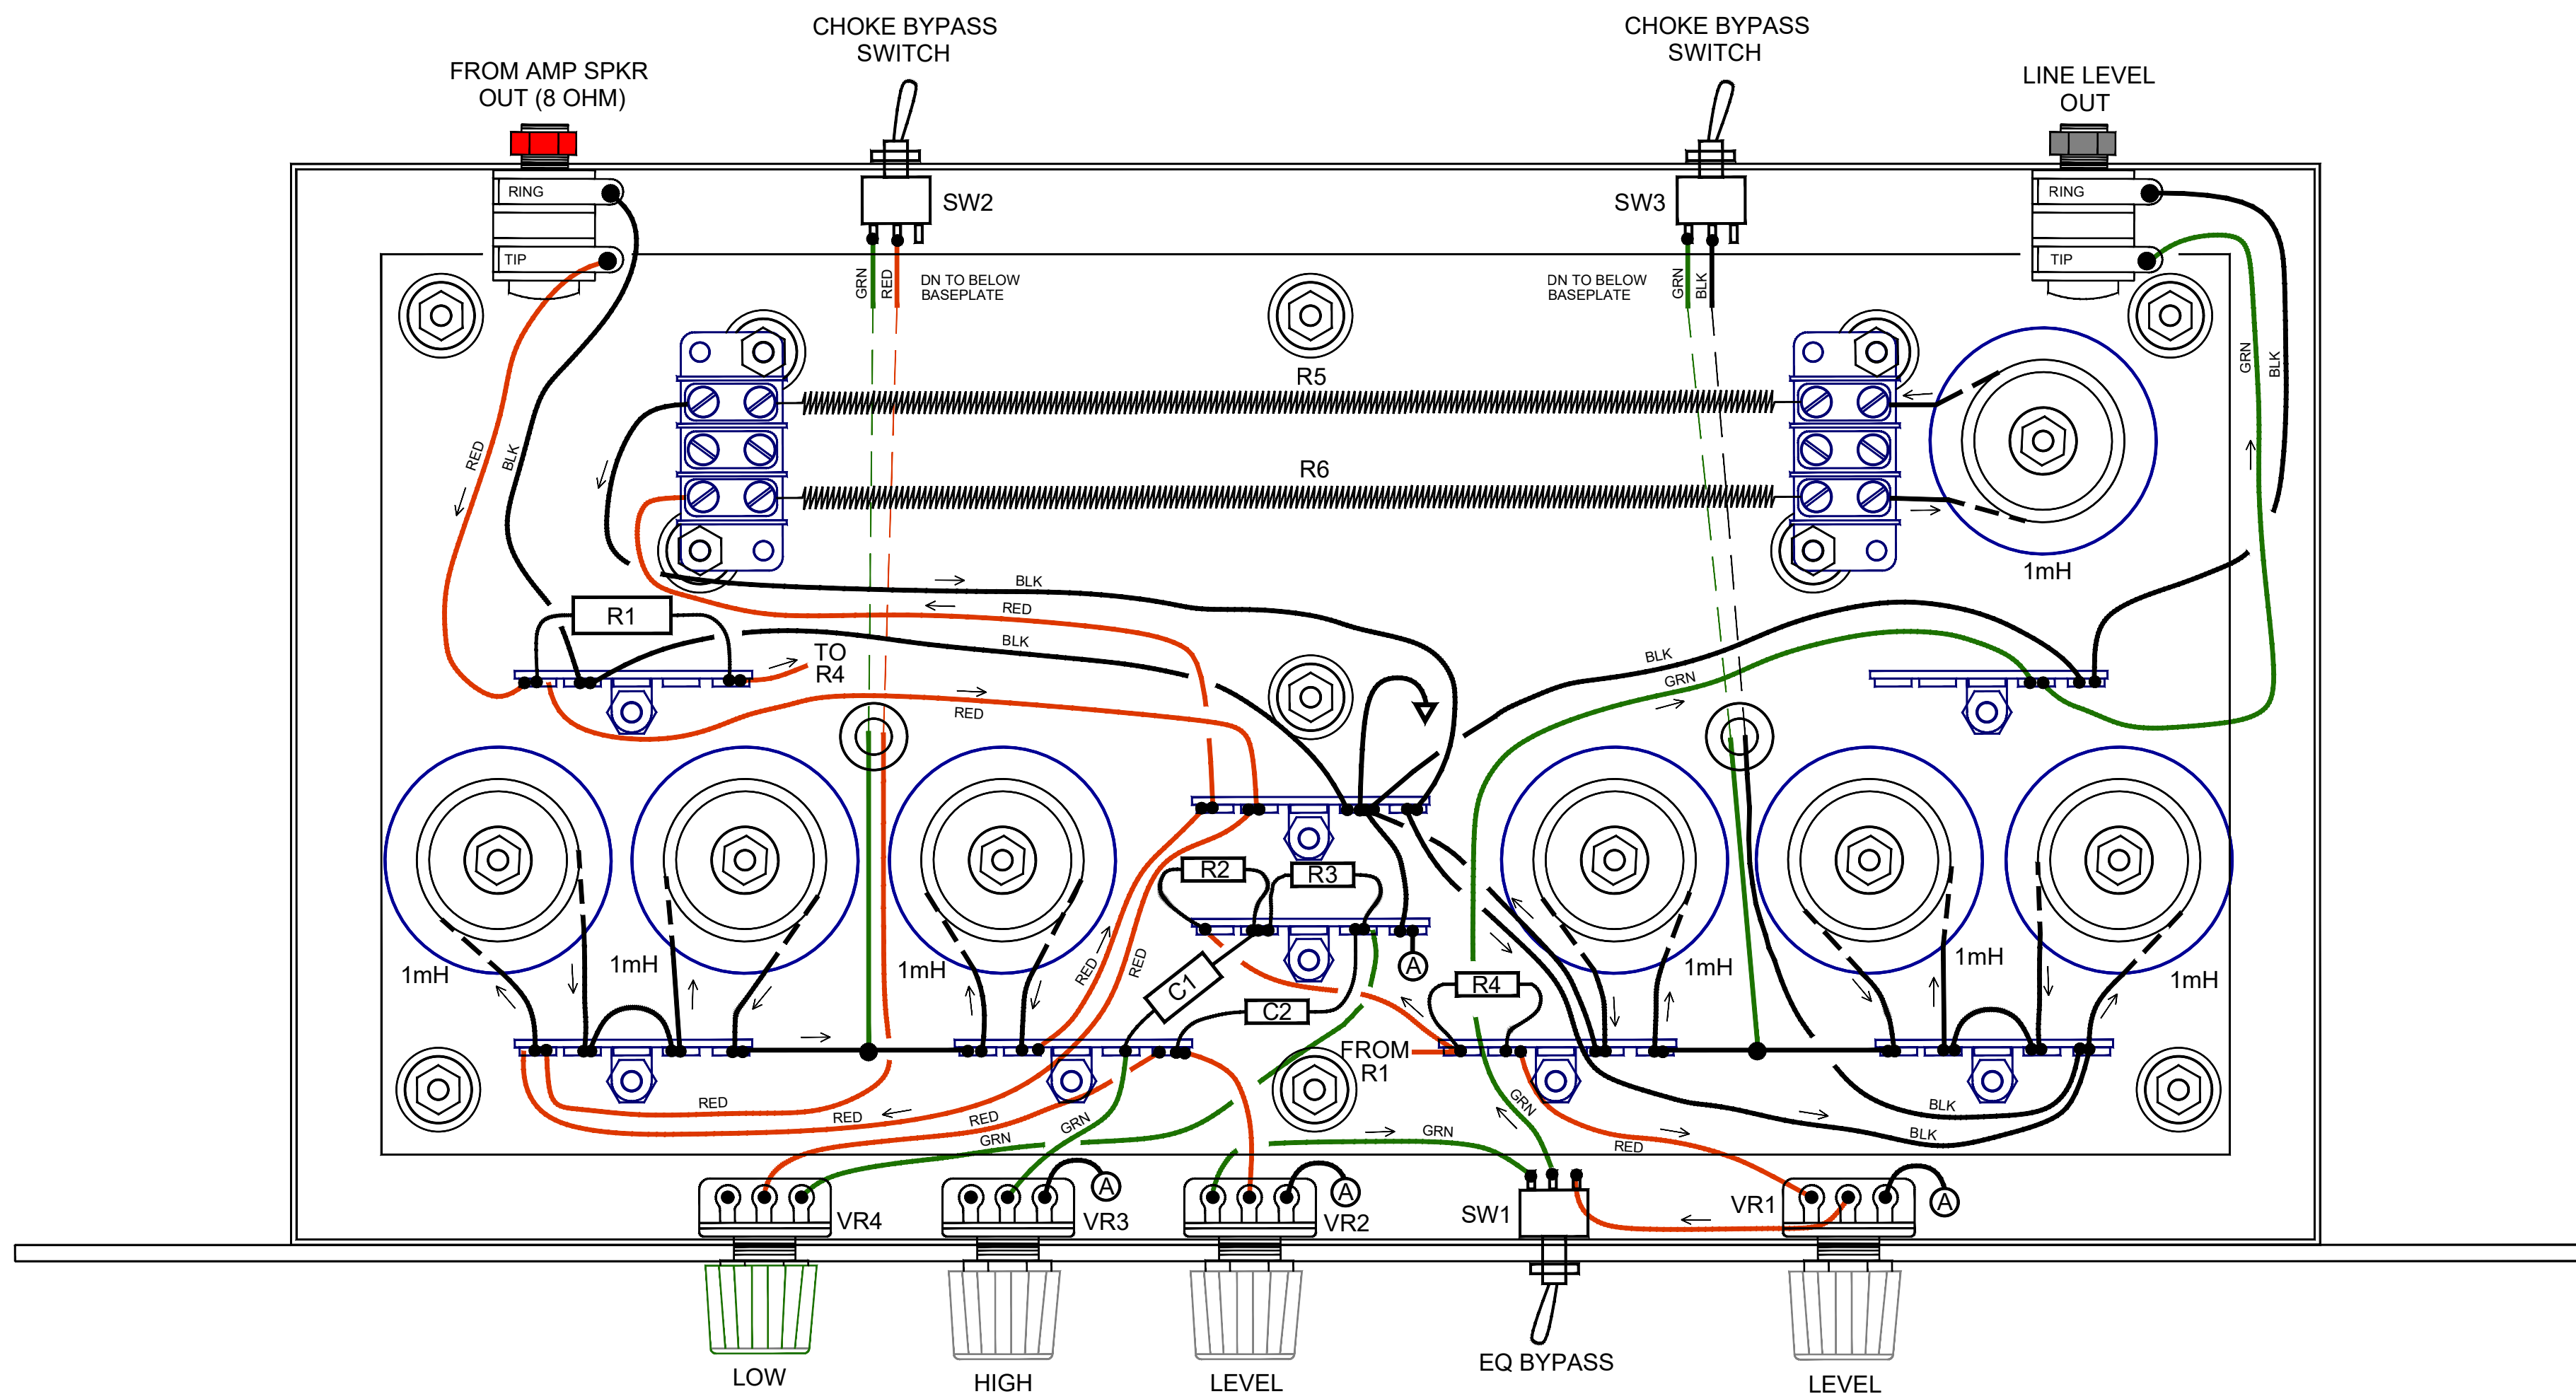 CHOKE BYPASS
SWITCH
CHOKE BYPASS
SWITCH
FROM AMP SPKR
OUT (8 OHM)
LINE LEVEL
OUT
RING
TIP
SW2
SW3
RING
TIP
GRN
RED
DN TO BELOW
BASEPLATE
DN TO BELOW
BASEPLATE
GRN
BLK
R5
GRN
BLK
RED
BLK
R6
1mH
BLK
RED
R1
BLK
TO
R4
BLK
GRN
RED
R2
R3
1mH
1mH
1mH
RED
RED
C1
C2
A
R4
1mH
1mH
1mH
FROM
R1
RED
RED
RED
GRN
GRN
GRN
GRN
RED
BLK
BLK
A
A
A
VR4
VR3
VR2
SW1
VR1
LOW
HIGH
LEVEL
EQ BYPASS
LEVEL